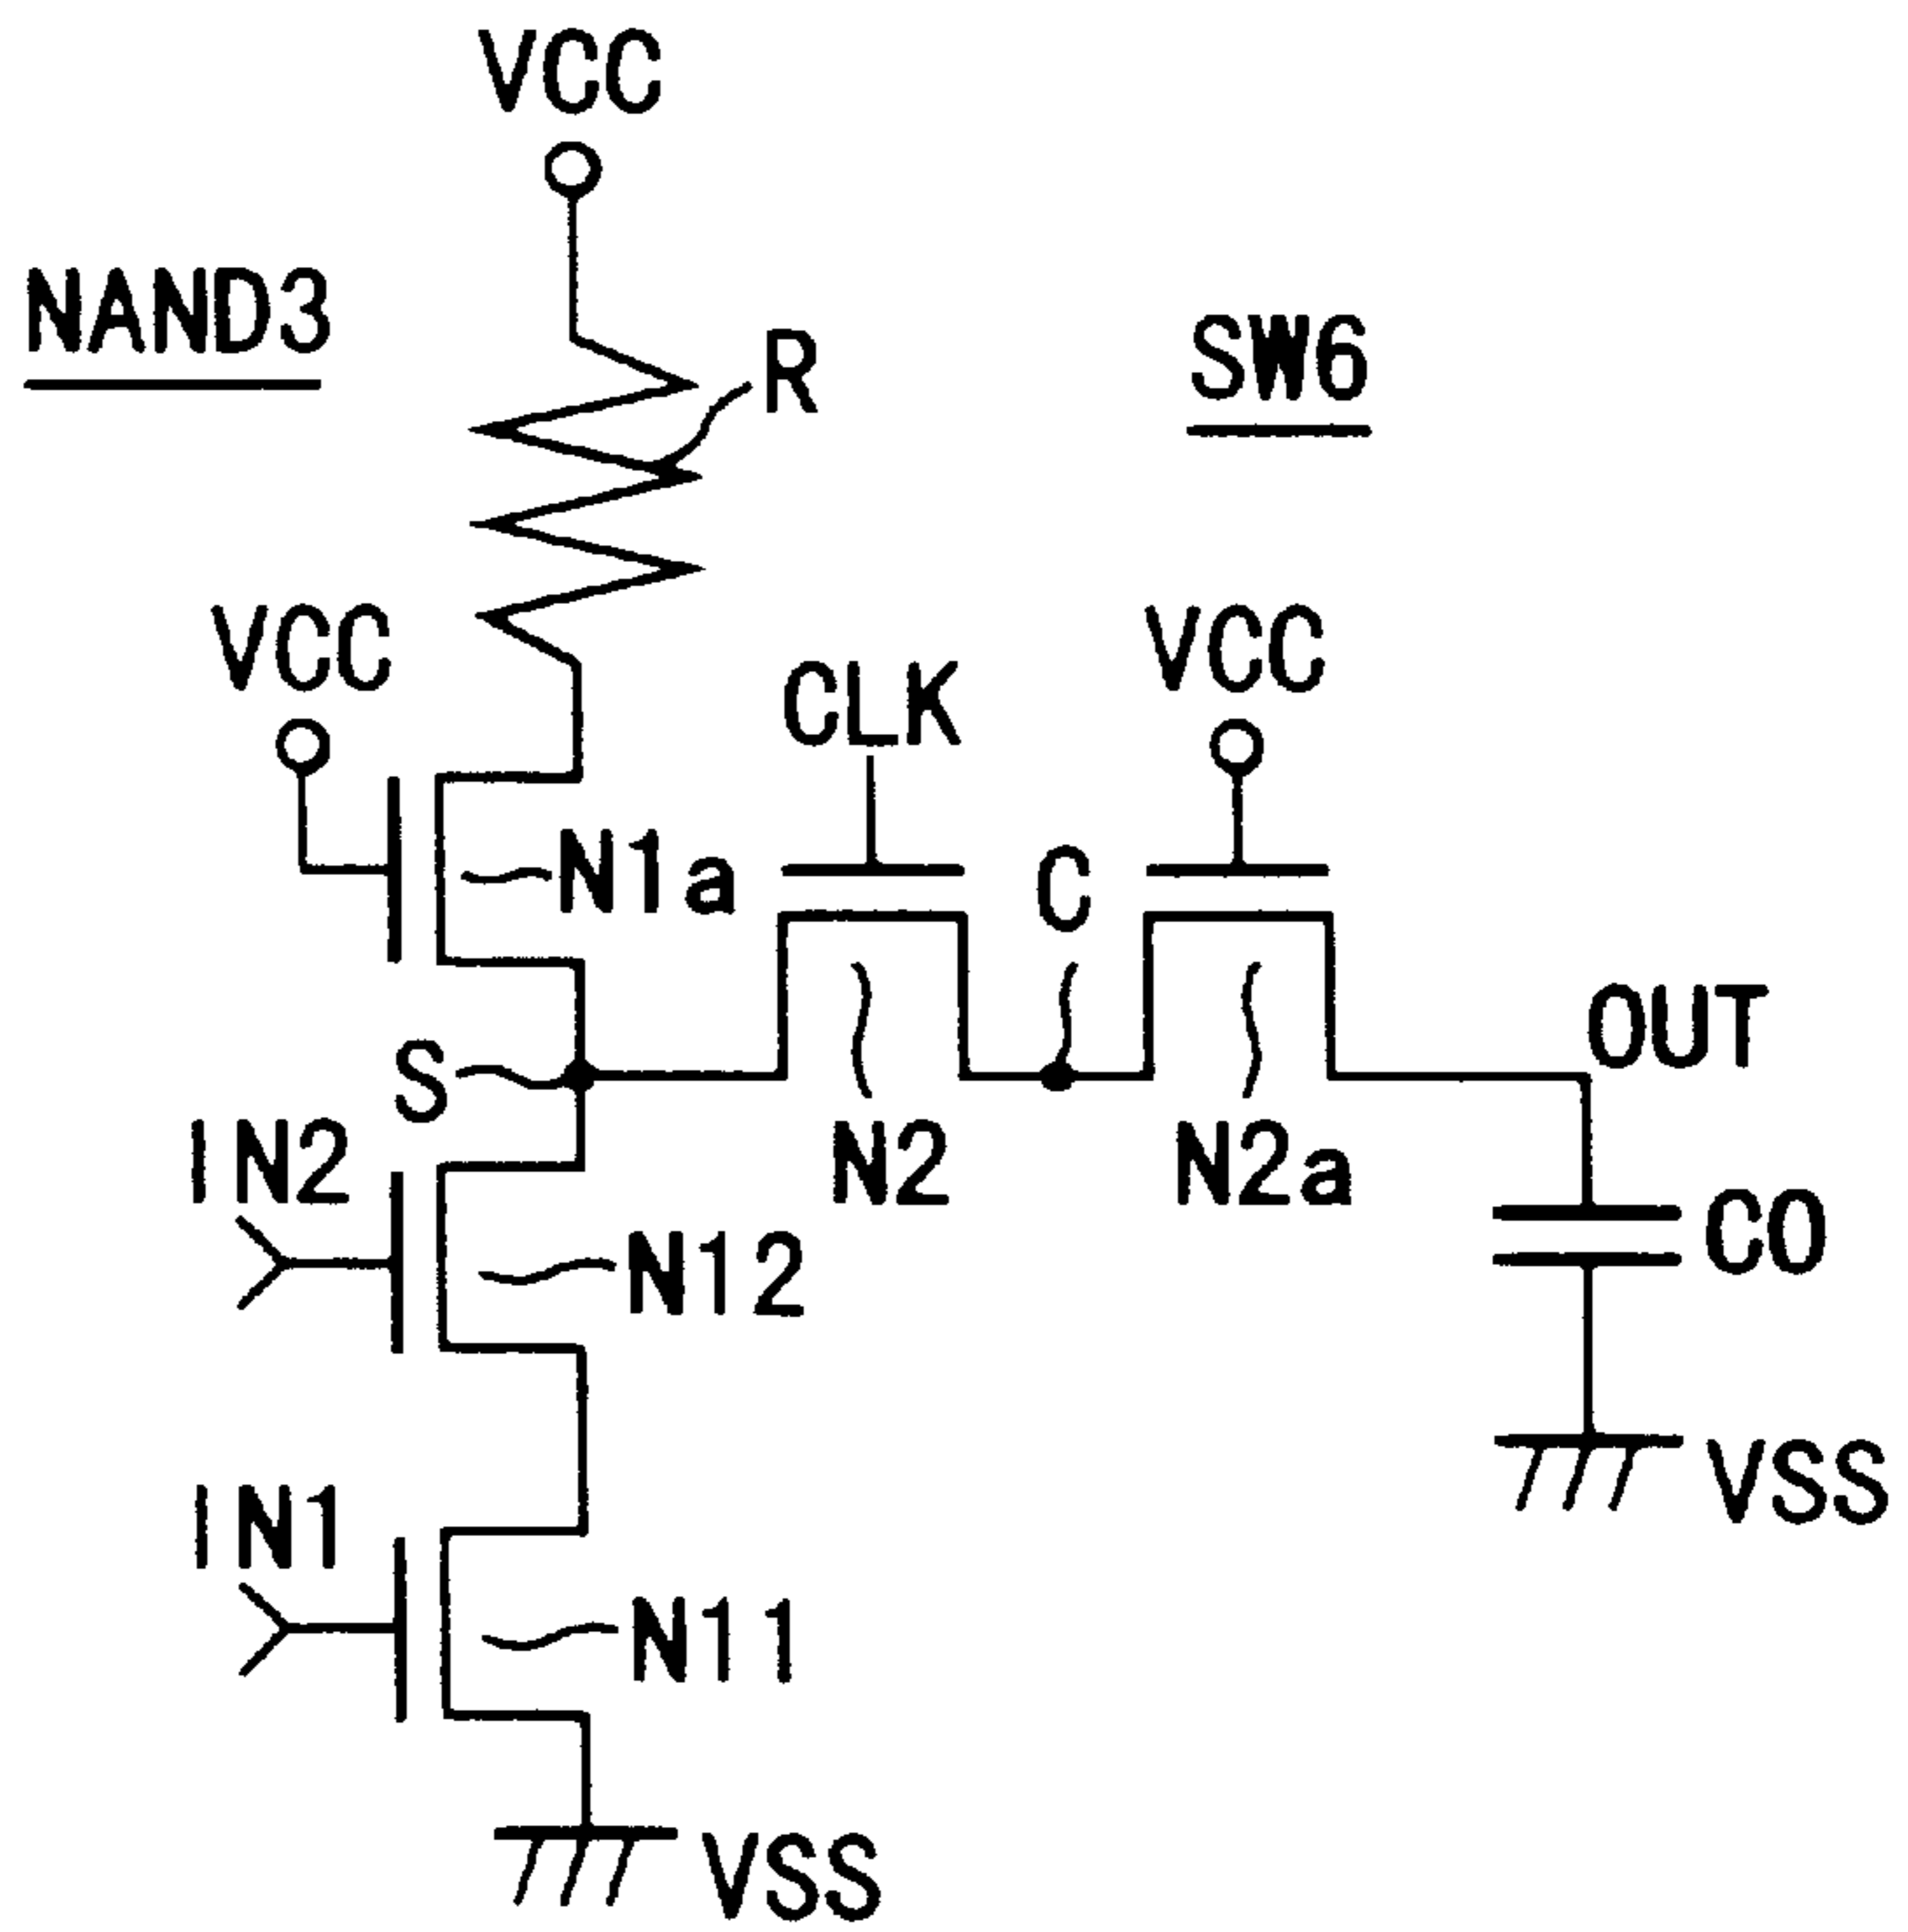 VCC
NAND3
R
SW6
VCC
CLK
VCC
N1a
C
OUT
S
IN2
N2
N2a
C0
N12
VSS
IN1
N11
VSS